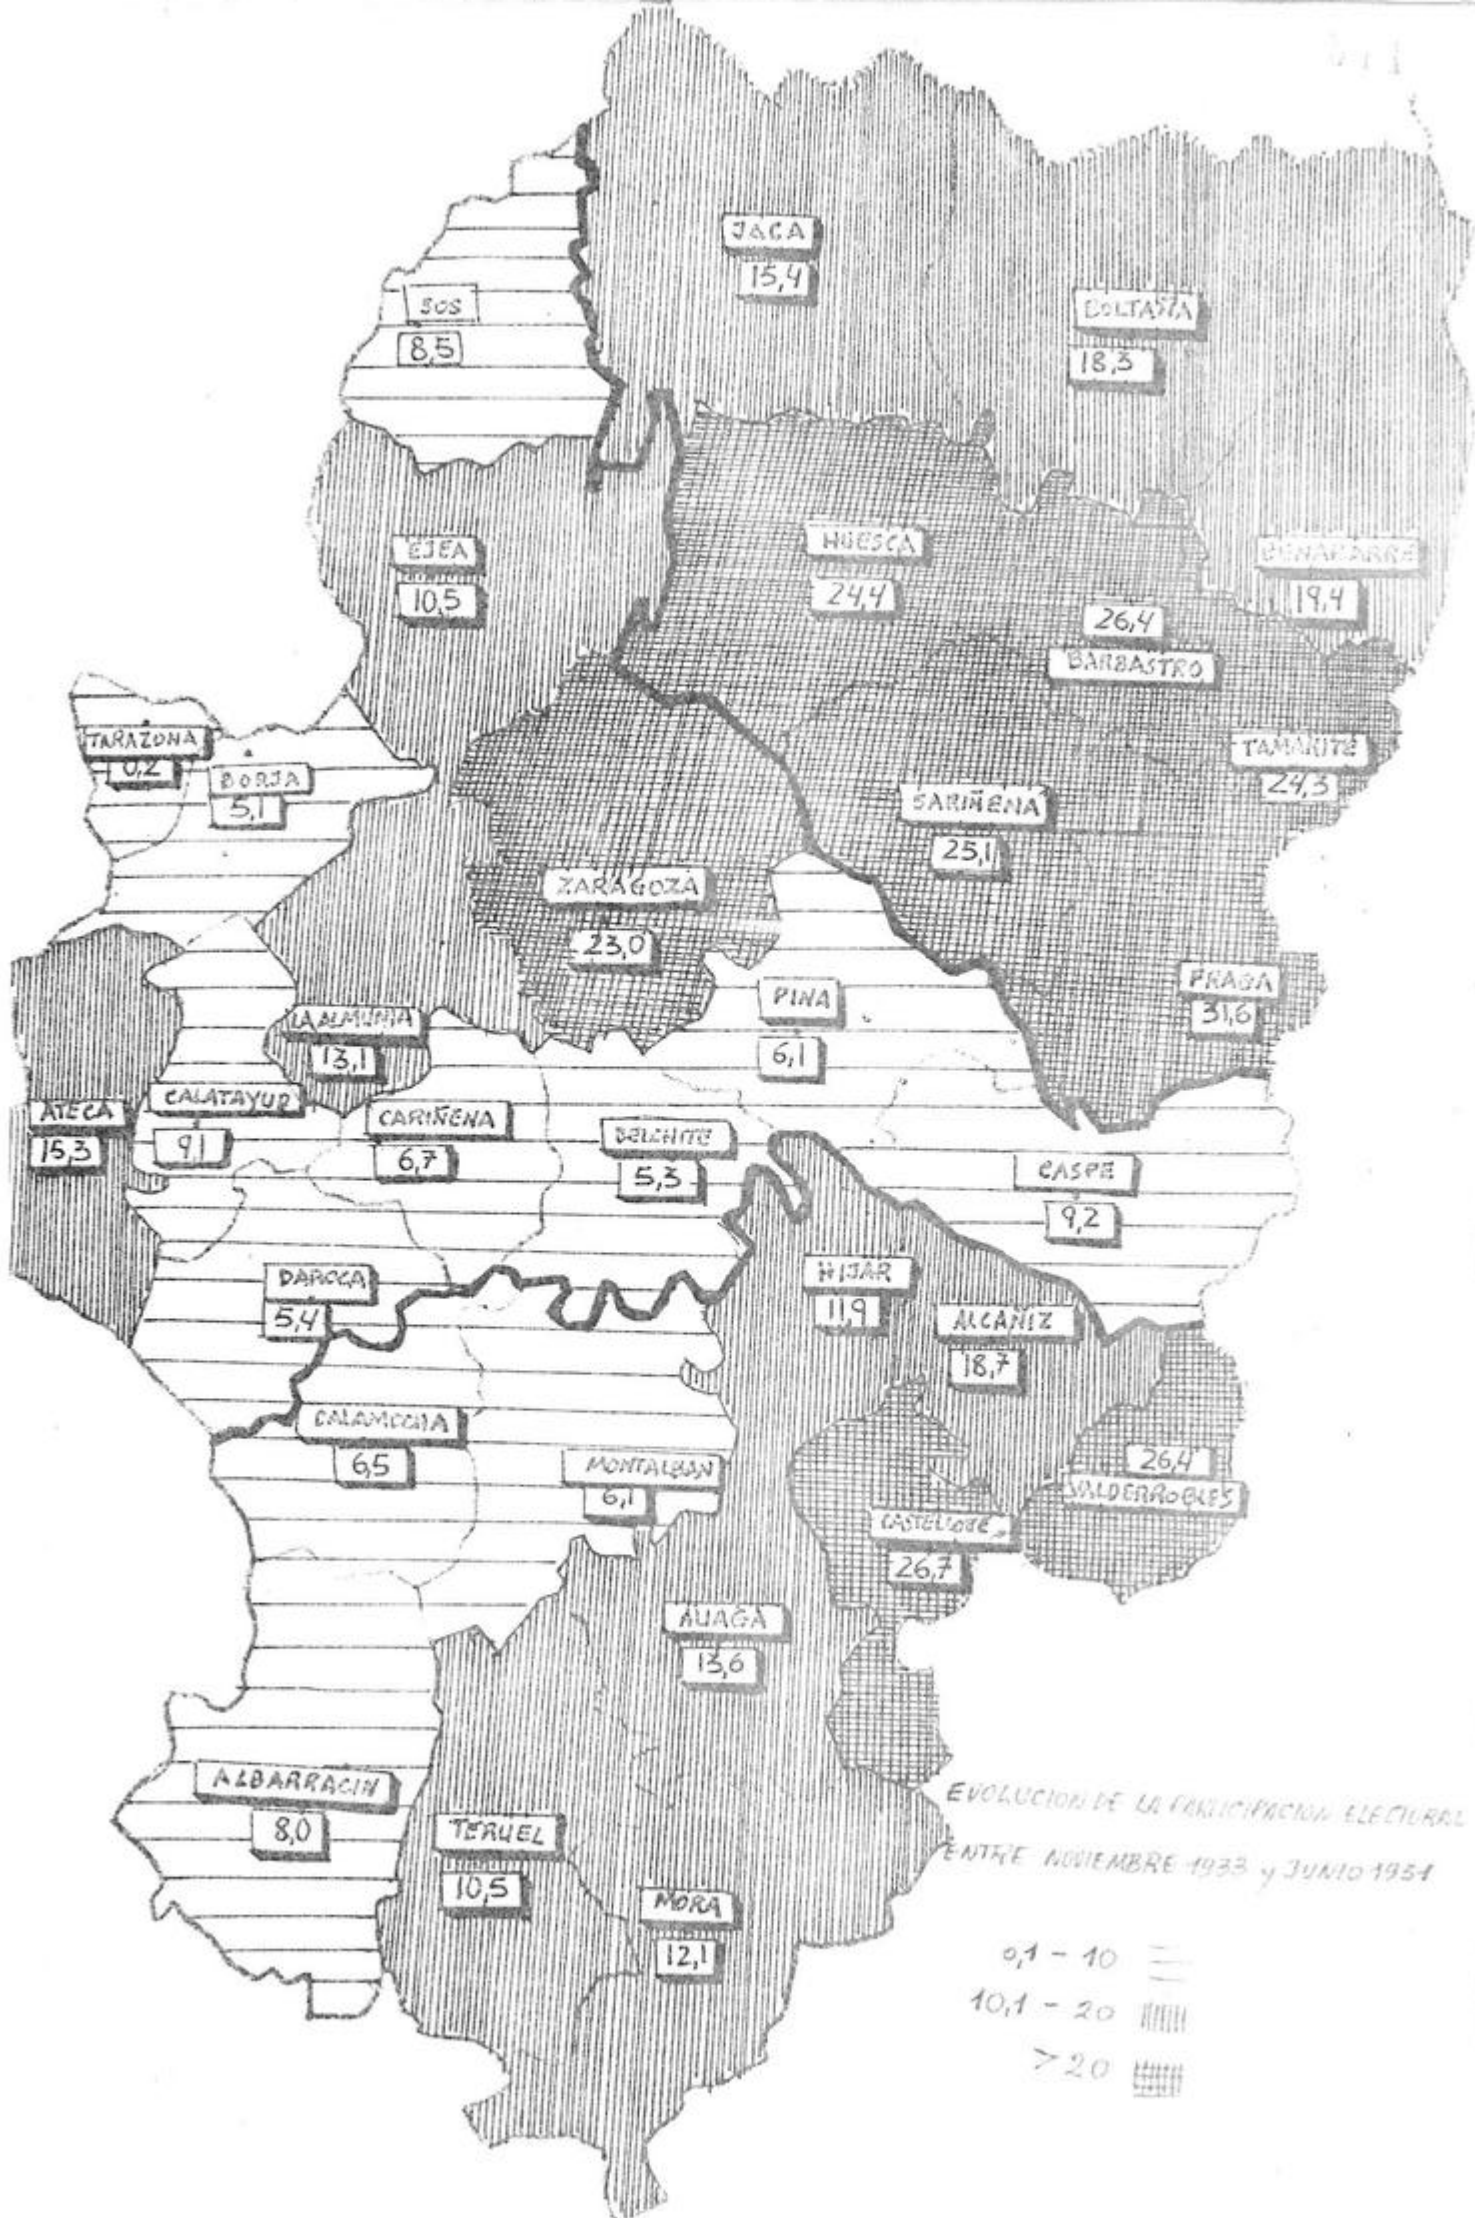 JACA
15,4
BOLTAÑA
18,3
SOS
8,5
EJEA
10,5
HUESCA
24,4
BENABARRE
19,4
26,4
BARBASTRO
TARAZONA
0,2
BORJA
5,1
TAMARITE
24,3
SARIÑENA
25,1
ZARAGOZA
23,0
FRAGA
31,6
PINA
6,1
LA ALMUNIA
13,1
ATECA
15,3
CALATAYUD
9,1
CARIÑENA
6,7
BELCHITE
5,3
CASPE
9,2
DAROCA
5,4
HIJAR
11,9
ALCAÑIZ
18,7
CALAMOCHA
6,5
MONTALBAN
6,1
26,4
VALDERROBLES
CASTELLOTE
26,7
ALIAGA
13,6
ALBARRACIN
8,0
TERUEL
10,5
MORA
12,1
EVOLUCION DE LA PARTICIPACION ELECTORAL
ENTRE NOVIEMBRE 1933 y JUNIO 1931
0,1 - 10
10,1 - 20
> 20